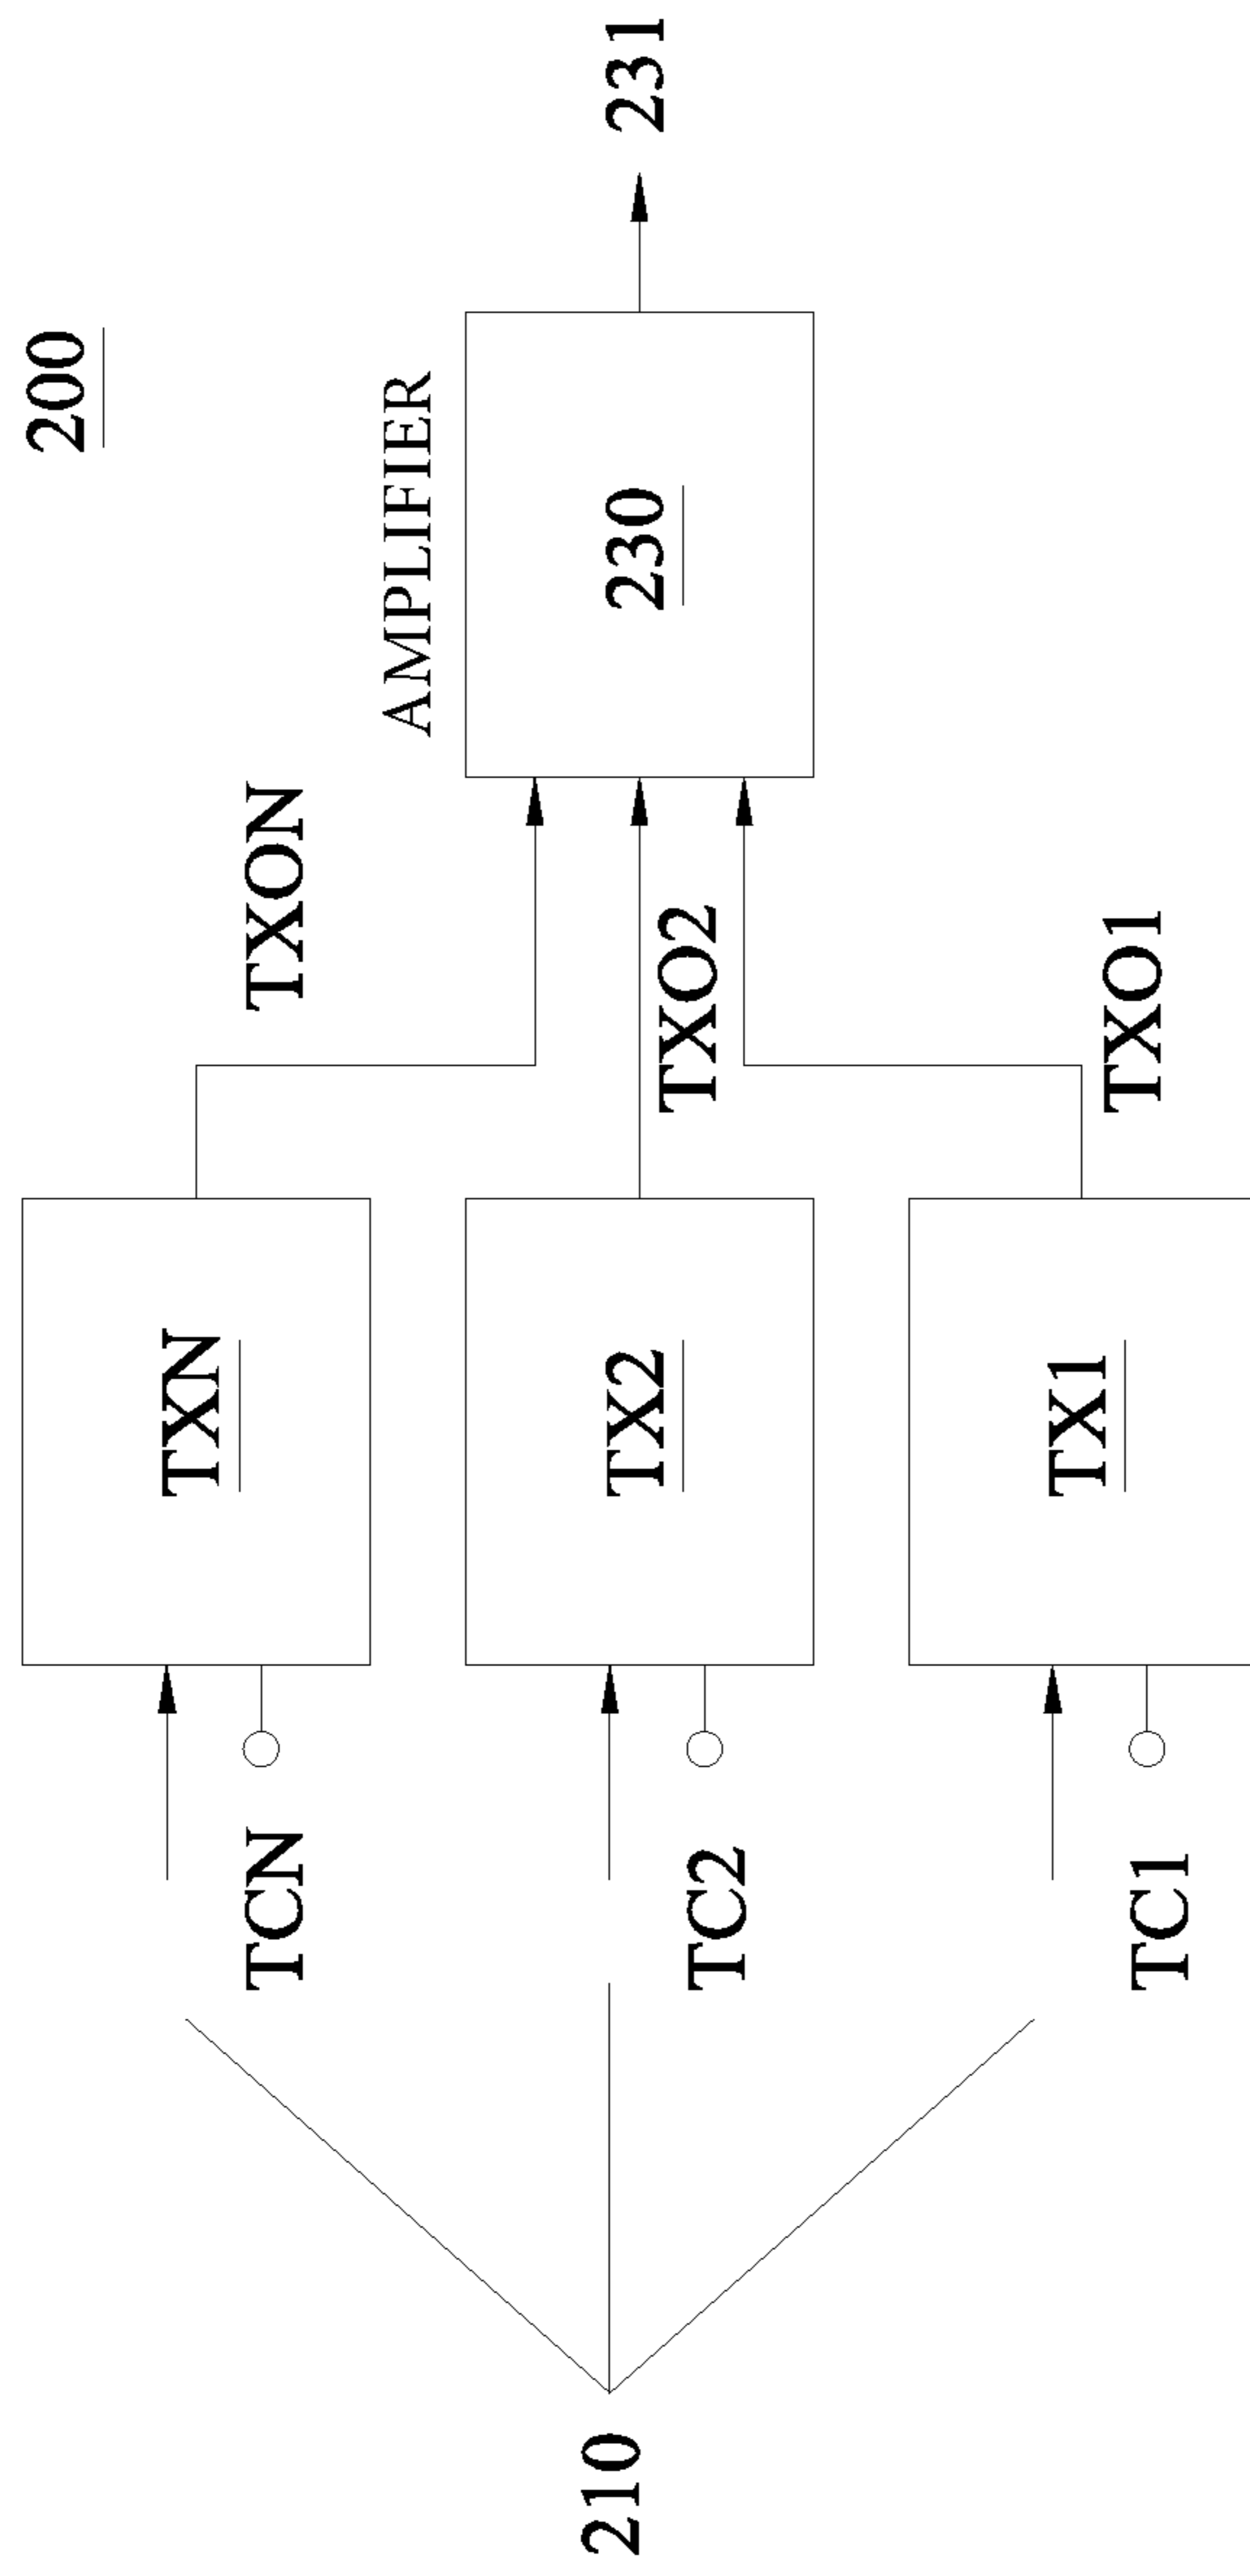 200
TXN
TCN
TXON
AMPLIFIER
210
TX2
230
231
TC2
TXO2
TX1
TC1
TXO1